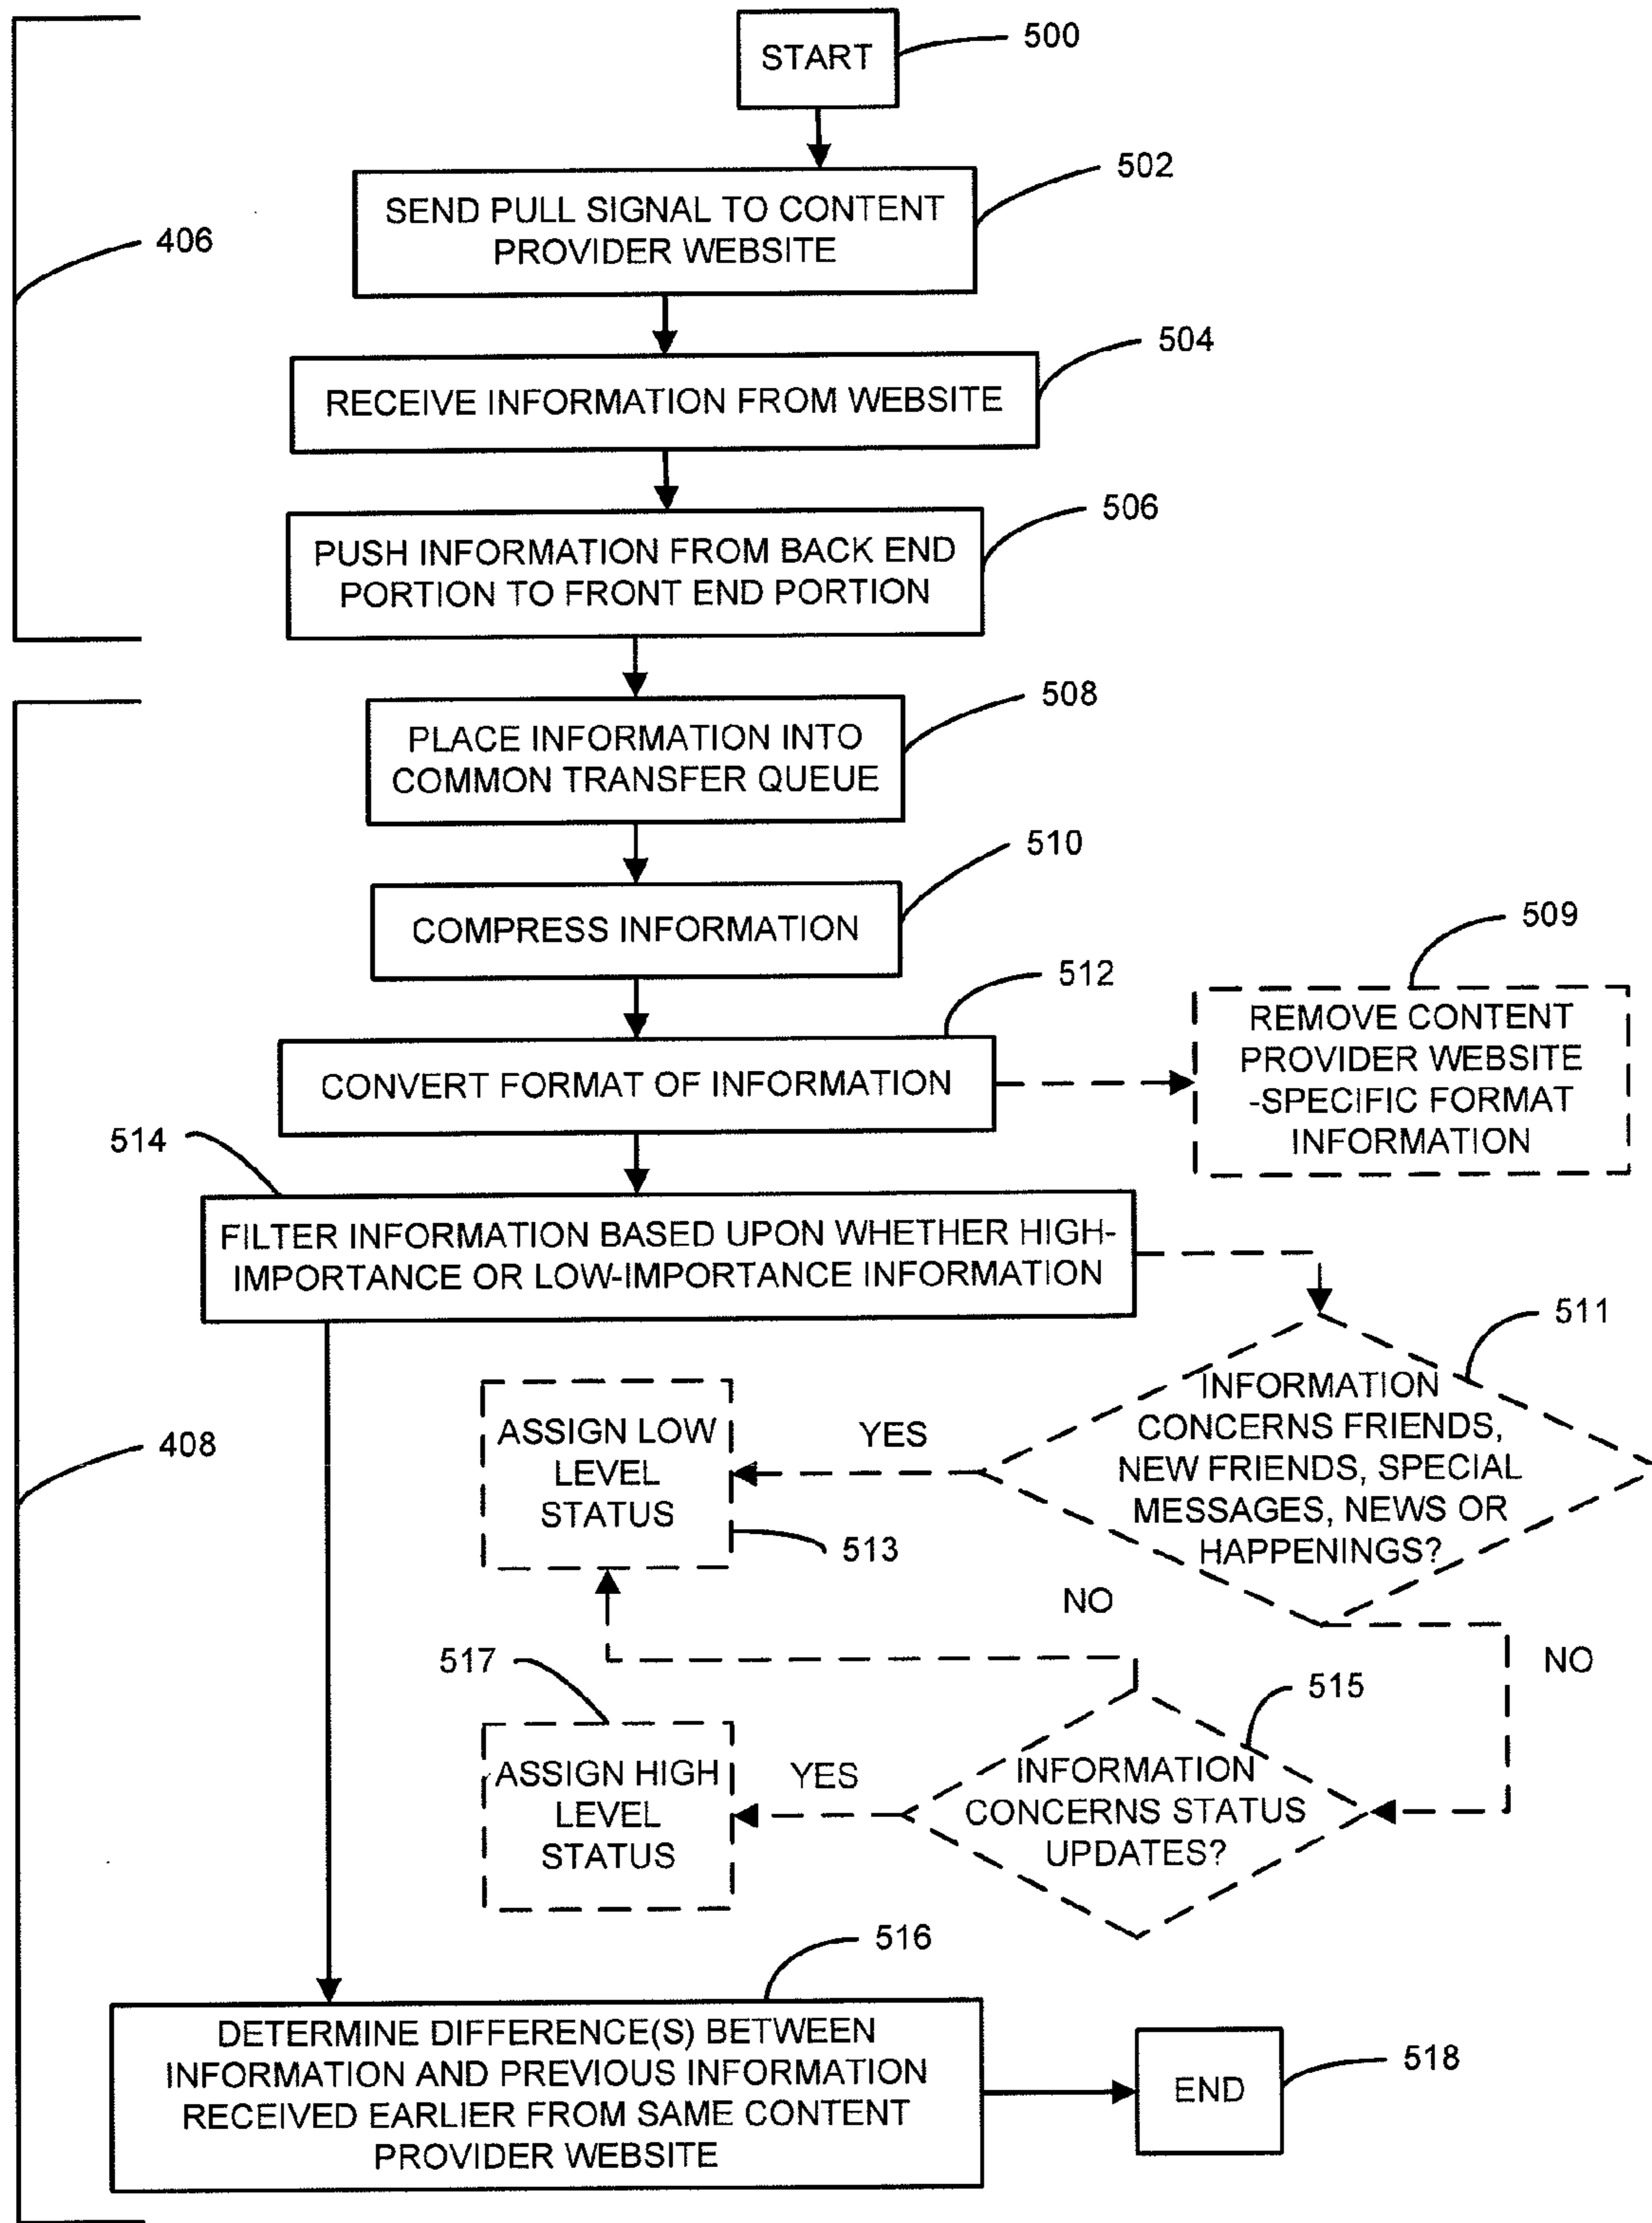 START
500
SEND PULL SIGNAL TO CONTENT
PROVIDER WEBSITE
502
406
RECEIVE INFORMATION FROM WEBSITE
504
PUSH INFORMATION FROM BACK END
PORTION TO FRONT END PORTION
506
PLACE INFORMATION INTO
COMMON TRANSFER QUEUE
508
COMPRESS INFORMATION
510
CONVERT FORMAT OF INFORMATION
512
REMOVE CONTENT
PROVIDER WEBSITE
-SPECIFIC FORMAT
INFORMATION
509
514
FILTER INFORMATION BASED UPON WHETHER HIGH-
IMPORTANCE OR LOW-IMPORTANCE INFORMATION
511
INFORMATION
CONCERNS FRIENDS,
NEW FRIENDS, SPECIAL
MESSAGES, NEWS OR
HAPPENINGS?
YES
ASSIGN LOW
LEVEL
STATUS
513
408
NO
NO
517
515
INFORMATION
CONCERNS STATUS
UPDATES?
YES
ASSIGN HIGH
LEVEL
STATUS
516
DETERMINE DIFFERENCE(S) BETWEEN
INFORMATION AND PREVIOUS INFORMATION
RECEIVED EARLIER FROM SAME CONTENT
PROVIDER WEBSITE
END
518